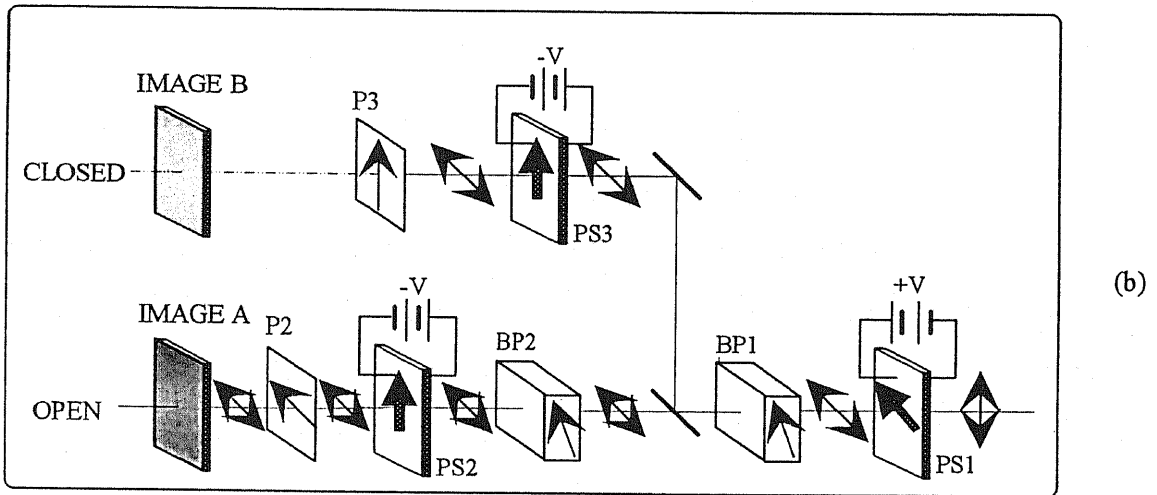 -V
IMAGE B
P3
CLOSED
PS3
-V
+V
(b)
IMAGE A
P2
BP2
BP1
OPEN
PS2
PS1